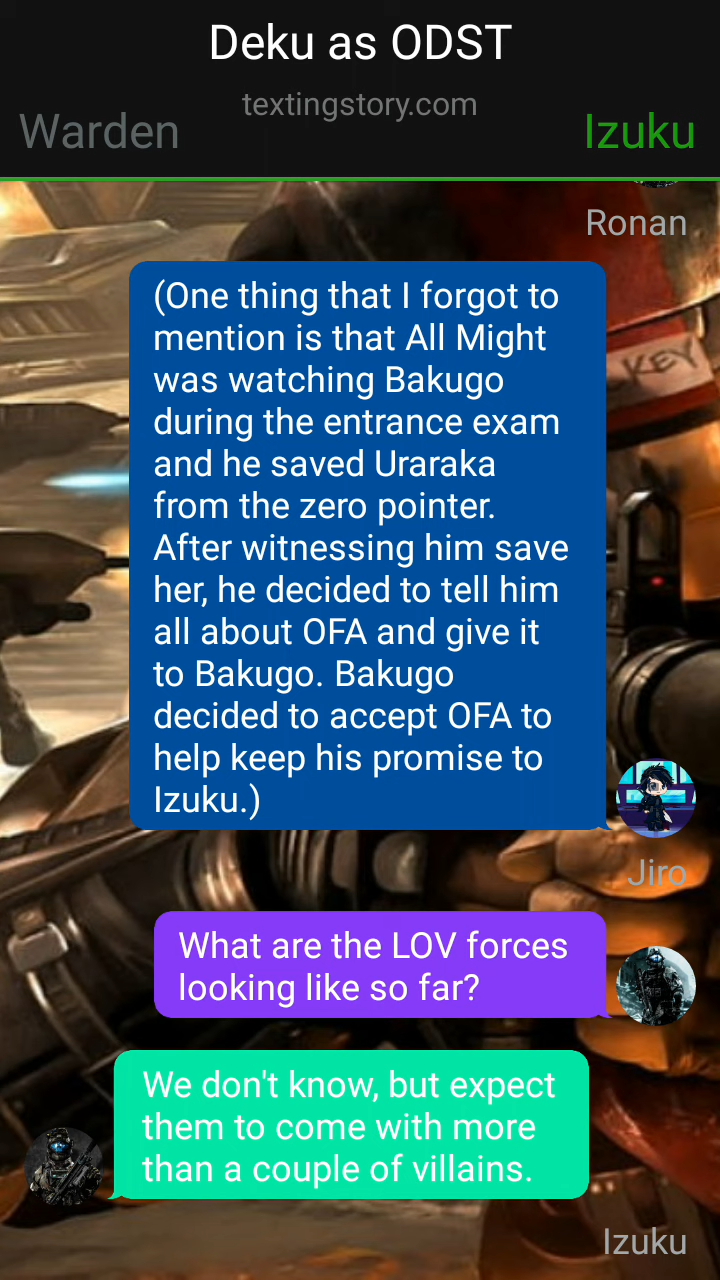 Deku as ODST
textingstory.com
Warden
Izuku
Ronan
KEY
(One thing that I forgot to
mention is that All Might
was watching Bakugo
during the entrance exam
and he saved Uraraka
from the zero pointer.
After witnessing him save
her, he decided to tell him
all about OFA and give it
to Bakugo. Bakugo
decided to accept OFA to
help keep his promise to
Izuku.)
Jiro
What are the LOV forces
looking like so far?
We don't know, but expect
them to come with more
than a couple of villains.
Izuku